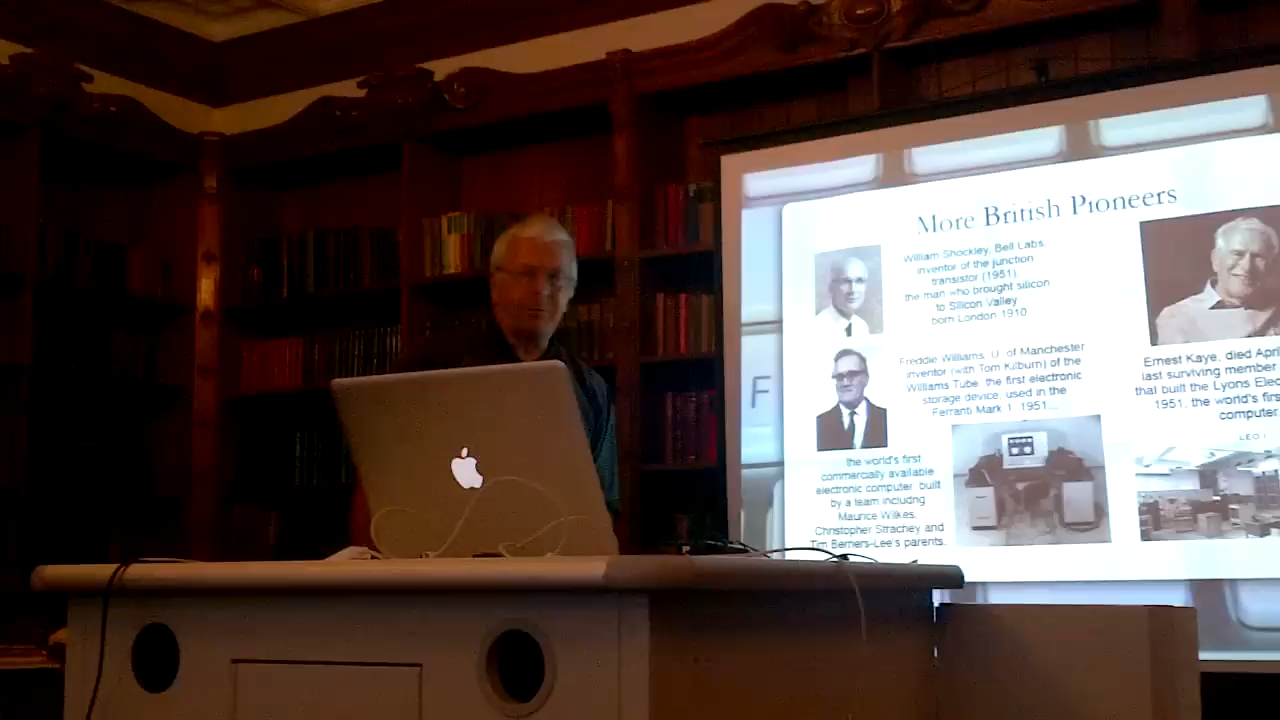 More British Pioneers
William Shockley, Bell Labs,
inventor of the junction
transistor (1951)
the man who brought silicon
to Silicon Valley
born London 1910
Freddie Williams, U. of Manchester
inventor (with Tom Kilburn) of the
Williams Tube, the first electronic
storage device, used in the
Ferranti Mark 1, 1951...
the world's first
commercially available
electronic computer, built
by a team including
Maurice Wilkes,
Christopher Strachey and
Tim Berners-Lee's parents.
Ernest Kaye, died April
last surviving member
that built the Lyons Elec
1951, the world's firs
computer
LEO I
F